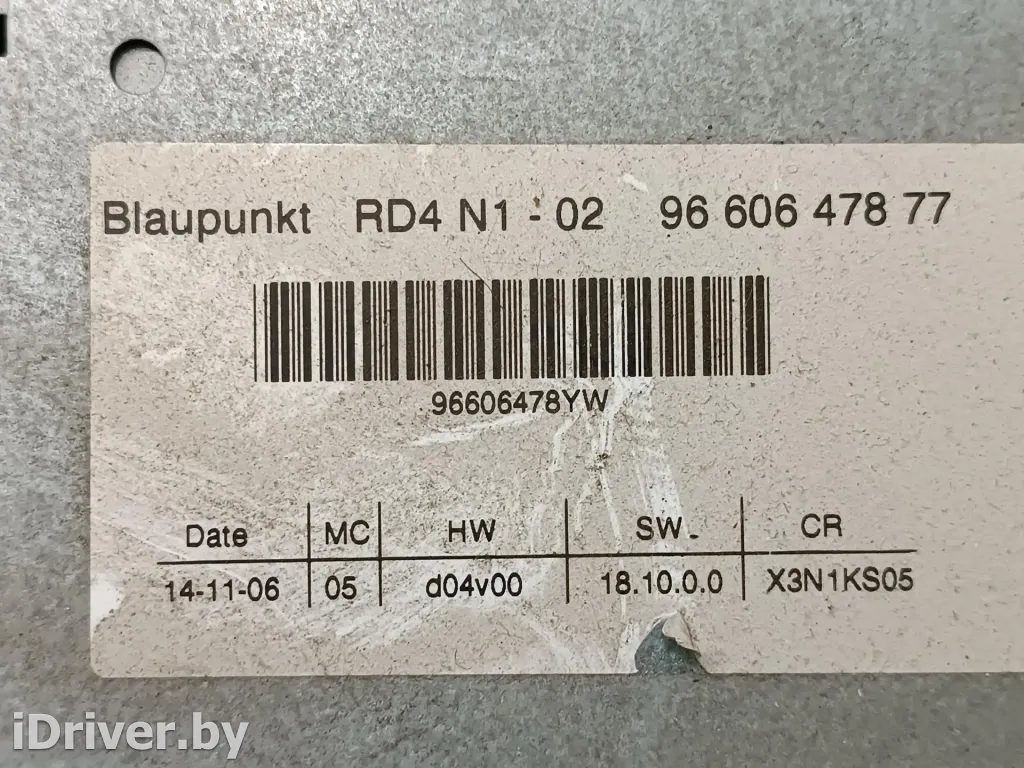 Blaupunkt RD4 N1 - 02 96 606 478 77
96606478YW
Date MC HW SW CR
14-11-06 05 d04v00 18.10.0.0 X3N1KS05
iDriver.by